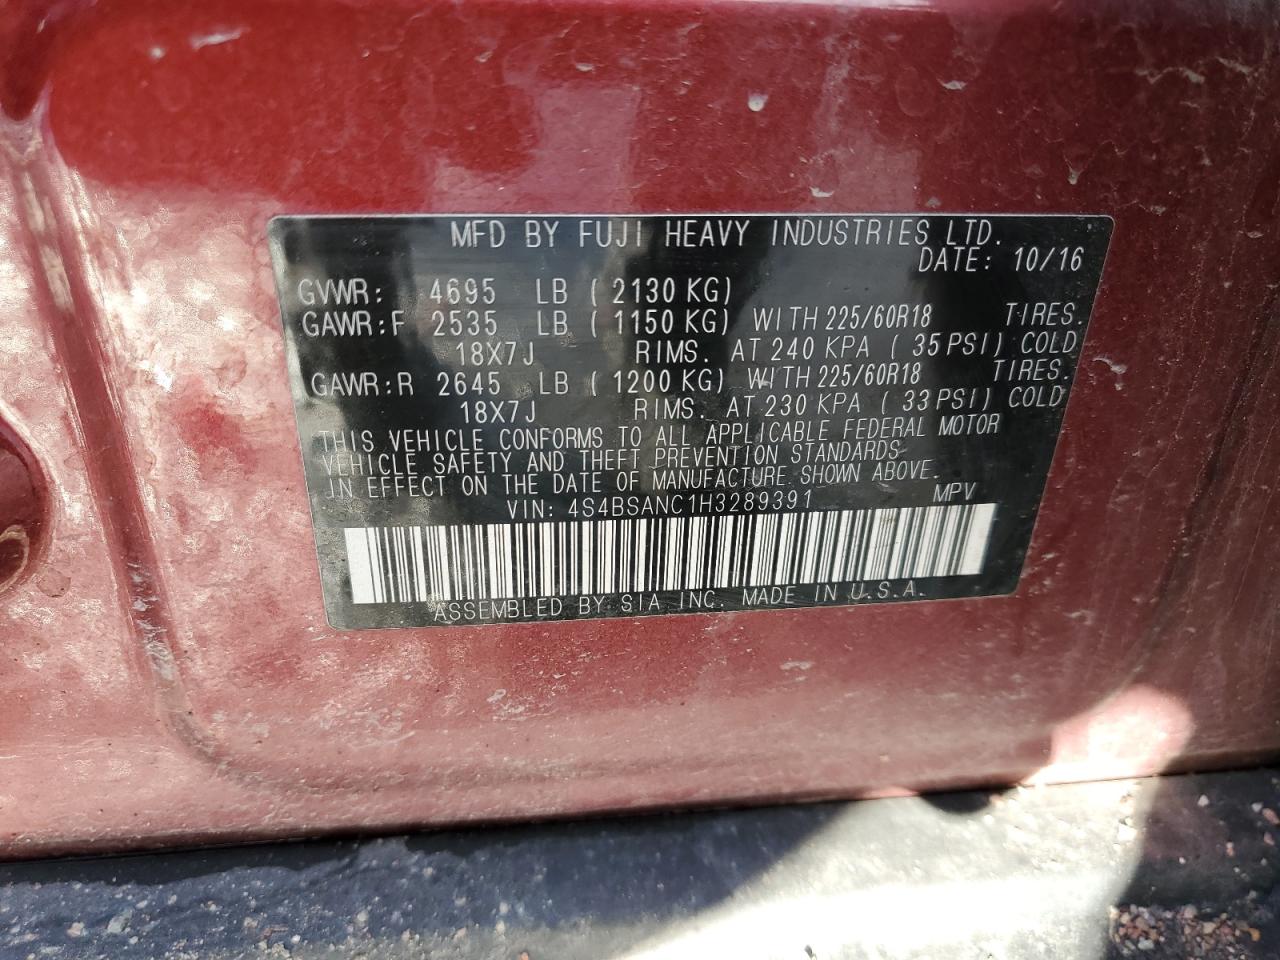 MFD BY FUJI HEAVY INDUSTRIES LTD.
DATE: 10/16
GVWR: 4695 LB ( 2130 KG)
GAWR:F 2535 LB ( 1150 KG) WITH 225/60R18 TIRES.
18X7J RIMS. AT 240 KPA ( 35 PSI) COLD
GAWR:R 2645 LB ( 1200 KG) WITH 225/60R18 TIRES.
18X7J RIMS. AT 230 KPA ( 33 PSI) COLD
THIS VEHICLE CONFORMS TO ALL APPLICABLE FEDERAL MOTOR
VEHICLE SAFETY AND THEFT PREVENTION STANDARDS
IN EFFECT ON THE DATE OF MANUFACTURE SHOWN ABOVE.
VIN: 4S4BSANC1H3289391 MPV
ASSEMBLED BY SIA INC. MADE IN U.S.A.